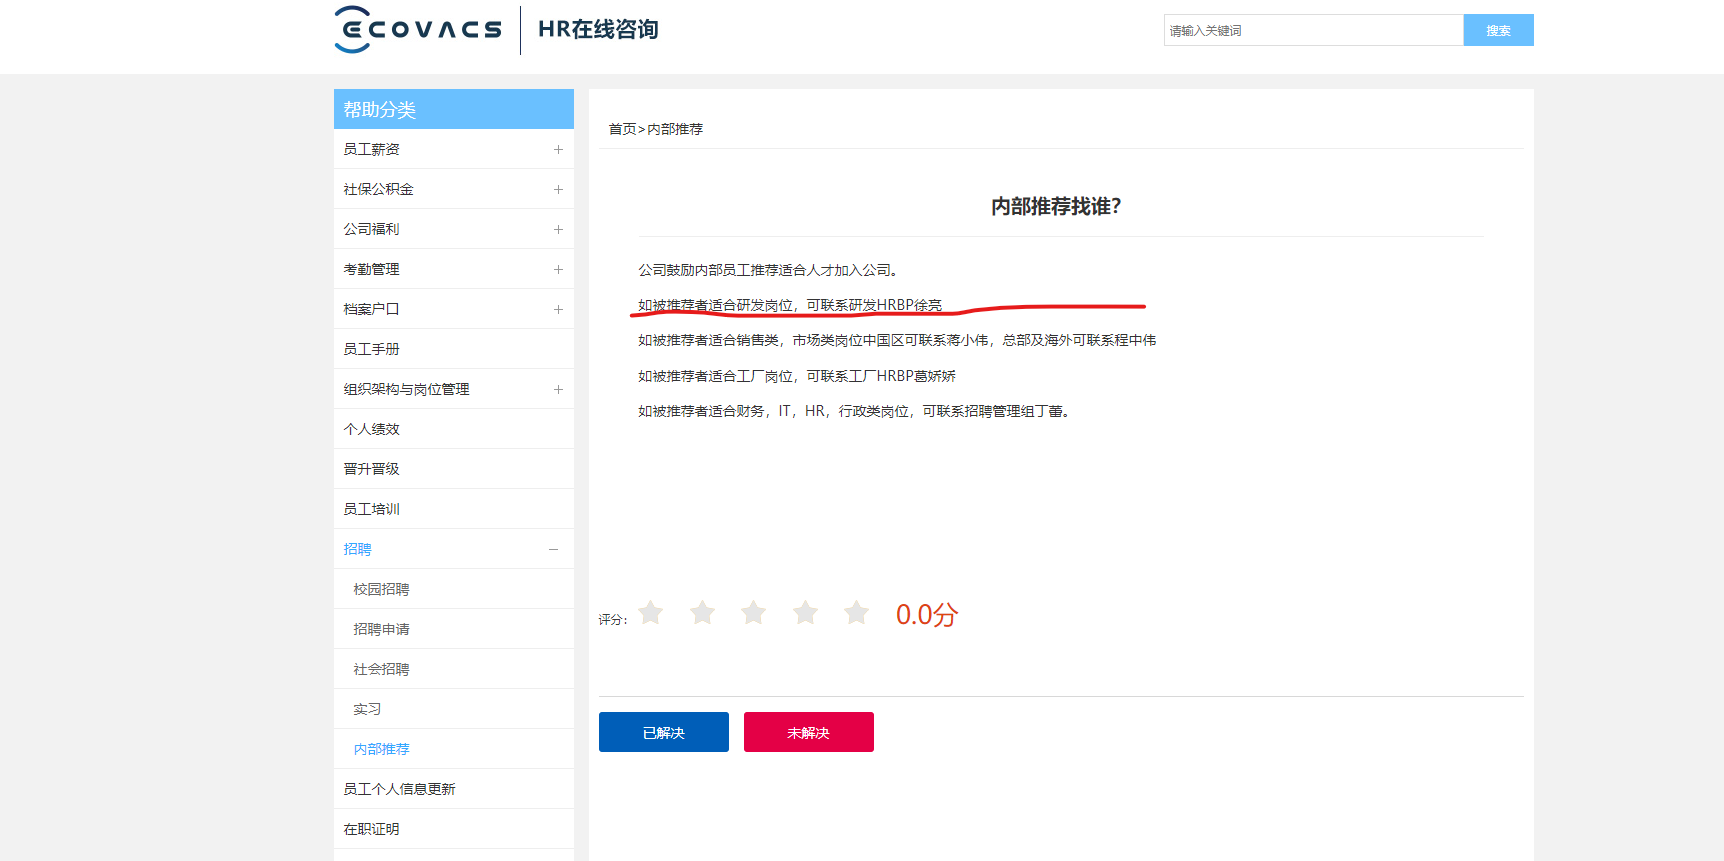 ECOVACS
HR在线咨询
请输入关键词
搜索
帮助分类
员工薪资
社保公积金
公司福利
考勤管理
档案户口
员工手册
组织架构与岗位管理
个人绩效
晋升晋级
员工培训
招聘
校园招聘
招聘申请
社会招聘
实习
内部推荐
员工个人信息更新
在职证明
首页>内部推荐
内部推荐找谁？
公司鼓励内部员工推荐适合人才加入公司。
如被推荐者适合研发岗位，可联系研发HRBP徐亮
如被推荐者适合销售类，市场类岗位中国区可联系蒋小伟，总部及海外可联系程中伟
如被推荐者适合工厂岗位，可联系工厂HRBP葛娇娇
如被推荐者适合财务，IT，HR，行政类岗位，可联系招聘管理组丁蕾。
评分：
0.0分
已解决
未解决